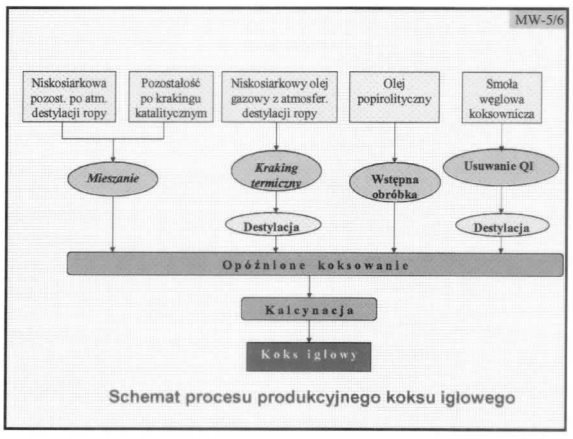 MW-5/6
Niskosiarkowa
pozost. po atm.
destylacji ropy
Pozostałość
po krakingu
katalitycznym
Niskosiarkowy olej
gazowy z atmosfer.
destylacji ropy
Olej
popirolityczny
Smoła
węglowa
koksownicza
Mieszanie
Kraking
termiczny
Wstępna
obróbka
Usuwanie QI
Destylacja
Destylacja
Opóźnione koksowanie
Kalcynacja
Koks igłowy
Schemat procesu produkcyjnego koksu igłowego